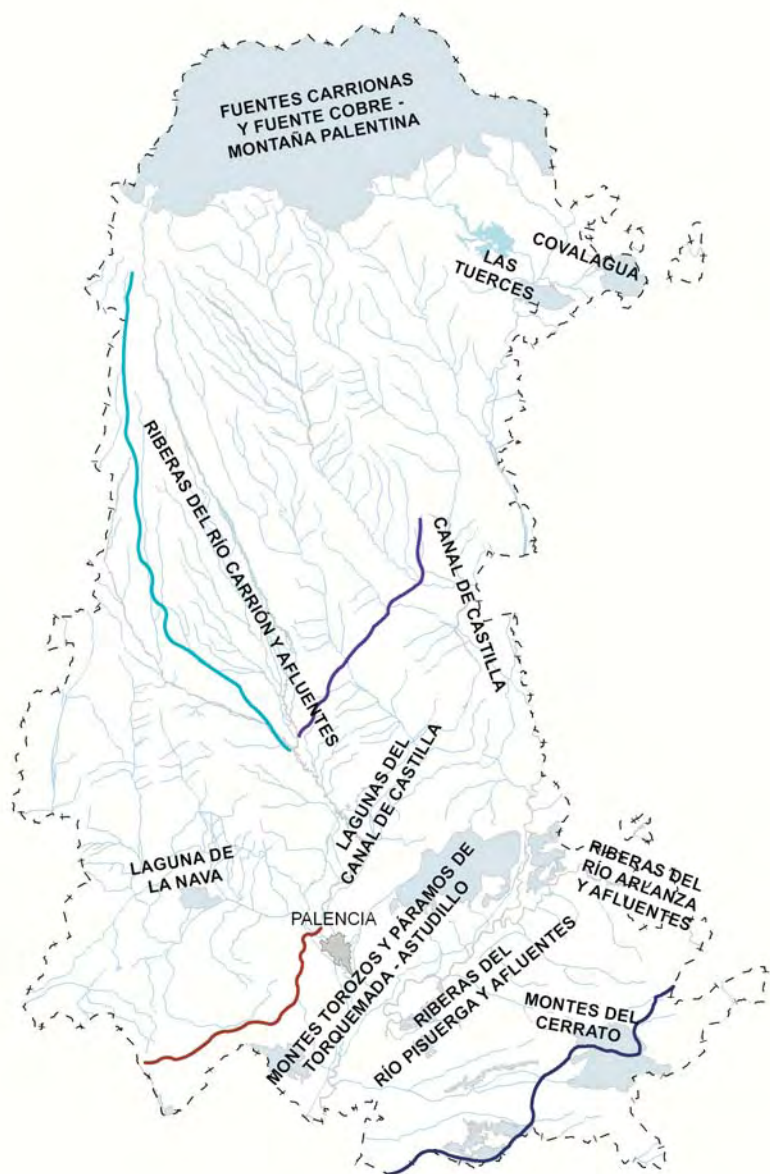 FUENTES CARRIONAS
Y FUENTE COBRE -
MONTAÑA PALENTINA
COVALAGUA
LAS
TUERCES
RIBERAS DEL RÍO CARRIÓN Y AFLUENTES
CANAL DE CASTILLA
LAGUNAS DEL
CANAL DE CASTILLA
LAGUNA DE
LA NAVA
RIBERAS DEL
RÍO ARLANZA
Y AFLUENTES
PALENCIA
MONTES TOROZOS Y PÁRAMOS DE
TORQUEMADA - ASTUDILLO
RIBERAS DEL
RÍO PISUERGA Y AFLUENTES
MONTES DEL
CERRATO